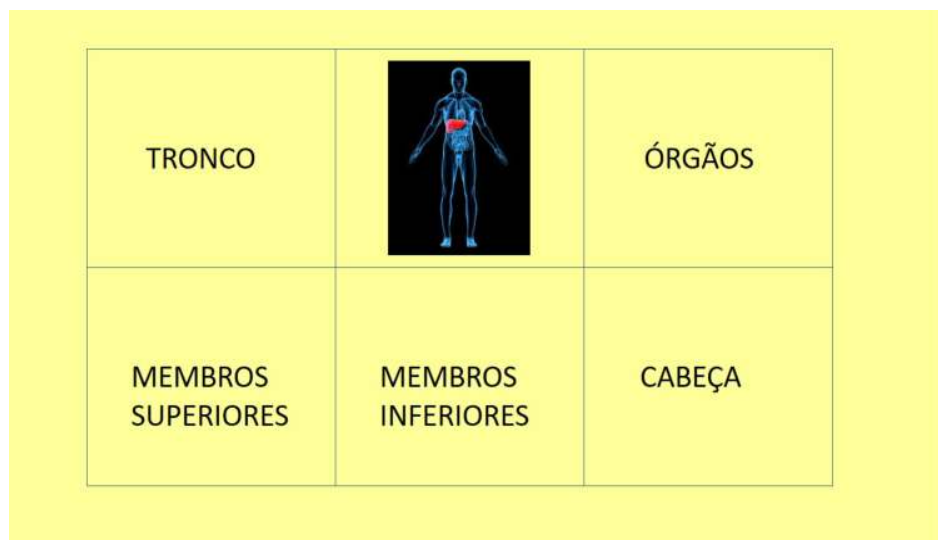 TRONCO
ÓRGÃOS
MEMBROS
SUPERIORES
MEMBROS
INFERIORES
CABEÇA